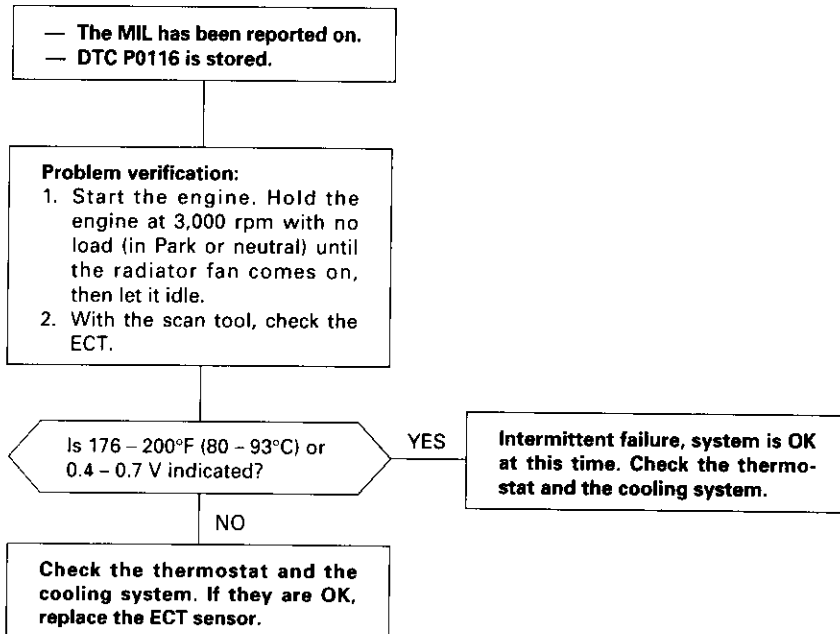 — The MIL has been reported on.
— DTC P0116 is stored.
Problem verification:
1. Start the engine. Hold the
engine at 3,000 rpm with no
load (in Park or neutral) until
the radiator fan comes on,
then let it idle.
2. With the scan tool, check the
ECT.
Is 176 – 200°F (80 – 93°C) or
0.4 – 0.7 V indicated?
YES
Intermittent failure, system is OK
at this time. Check the thermo-
stat and the cooling system.
NO
Check the thermostat and the
cooling system. If they are OK,
replace the ECT sensor.